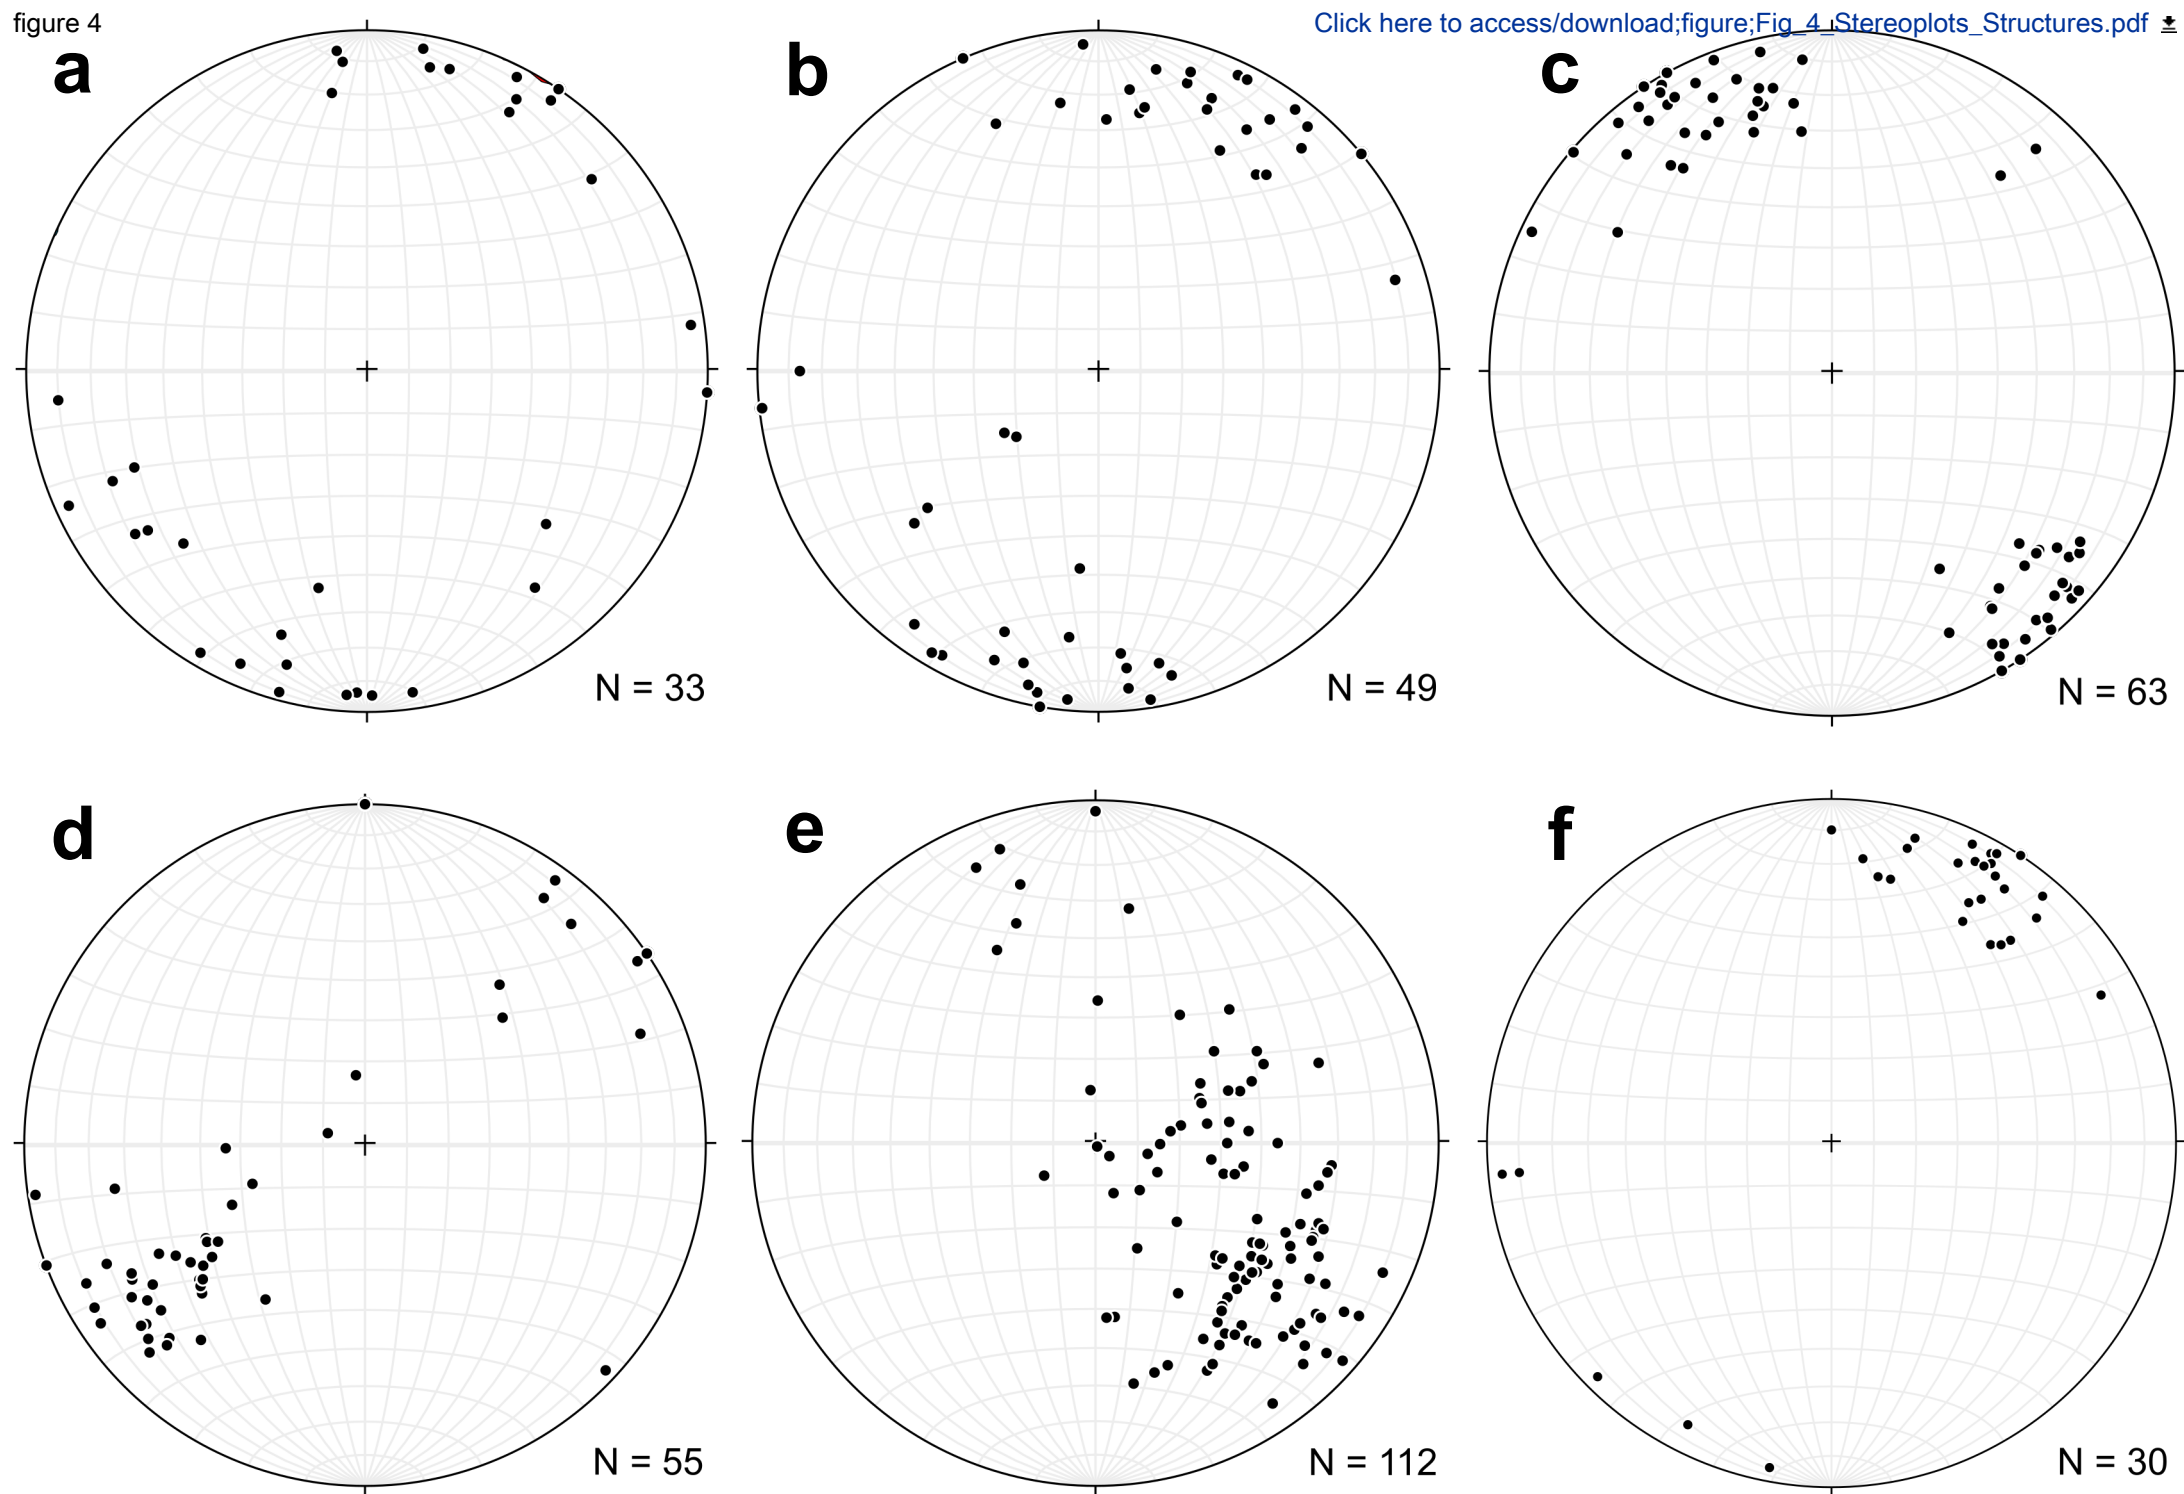 figure 4
Click here to access/download;figure;Fig_4_Stereoplots_Structures.pdf
a
b
c
N = 33
N = 49
N = 63
d
e
f
N = 55
N = 112
N = 30